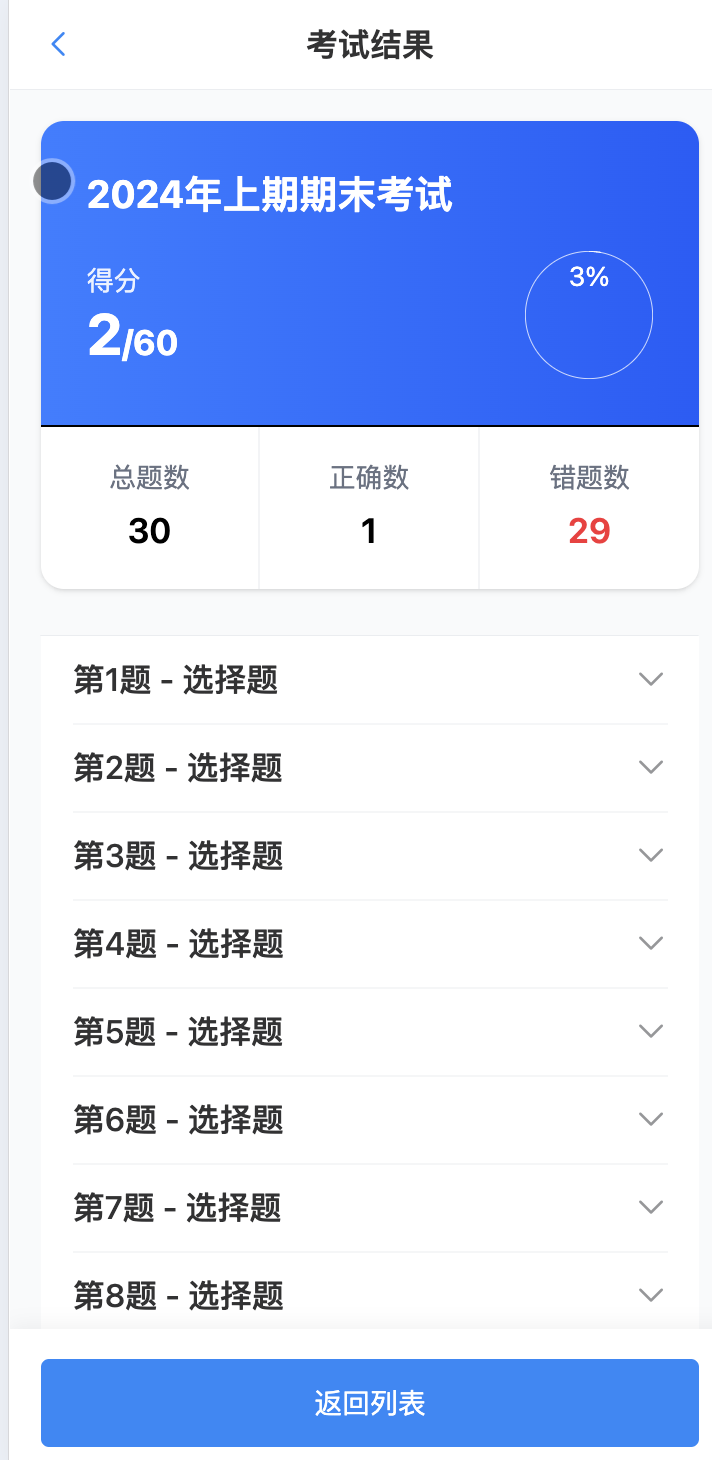 考试结果
2024年上期期末考试
得分
2/60
3%
总题数 正确数 错题数
30 1 29
第1题 - 选择题
第2题 - 选择题
第3题 - 选择题
第4题 - 选择题
第5题 - 选择题
第6题 - 选择题
第7题 - 选择题
第8题 - 选择题
返回列表